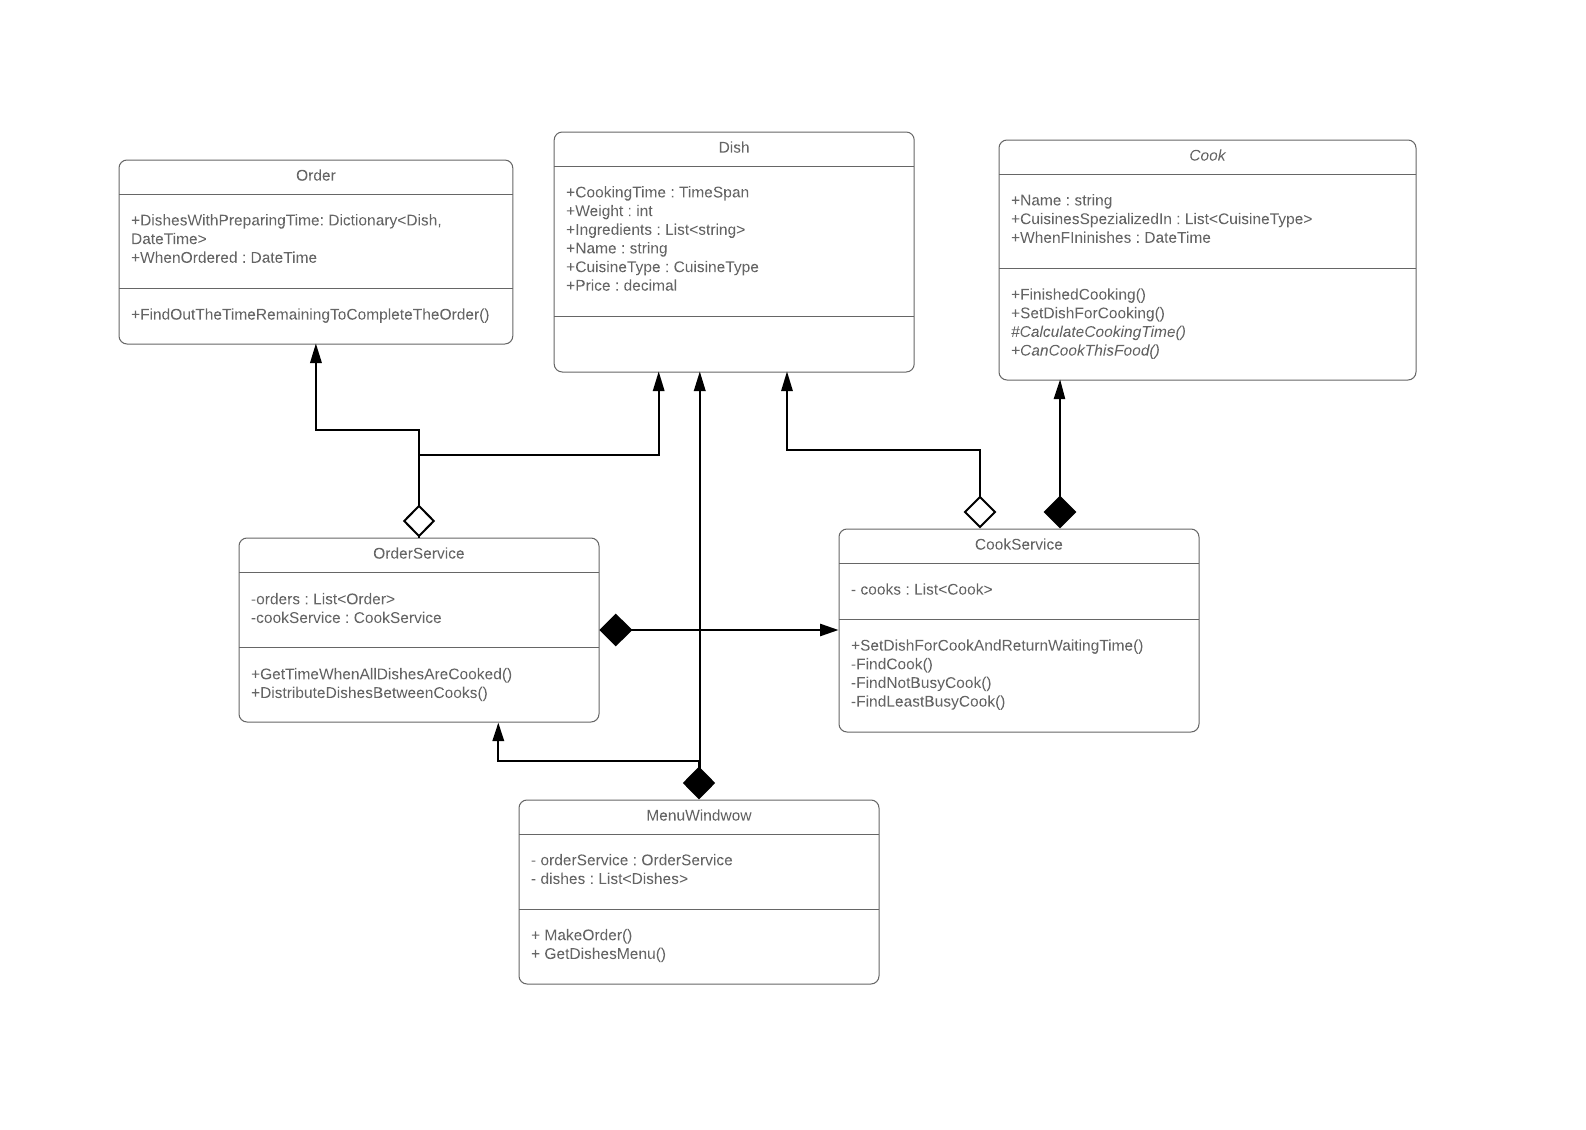 Order
+DishesWithPreparingTime: Dictionary<Dish,
DateTime>
+WhenOrdered : DateTime
+FindOutTheTimeRemainingToCompleteTheOrder()
Dish
+CookingTime : TimeSpan
+Weight : int
+Ingredients : List<string>
+Name : string
+CuisineType : CuisineType
+Price : decimal
Cook
+Name : string
+CuisinesSpezializedIn : List<CuisineType>
+WhenFIninishes : DateTime
+FinishedCooking()
+SetDishForCooking()
#CalculateCookingTime()
+CanCookThisFood()
OrderService
-orders : List<Order>
-cookService : CookService
+GetTimeWhenAllDishesAreCooked()
+DistributeDishesBetweenCooks()
CookService
- cooks : List<Cook>
+SetDishForCookAndReturnWaitingTime()
-FindCook()
-FindNotBusyCook()
-FindLeastBusyCook()
MenuWindwow
- orderService : OrderService
- dishes : List<Dishes>
+ MakeOrder()
+ GetDishesMenu()